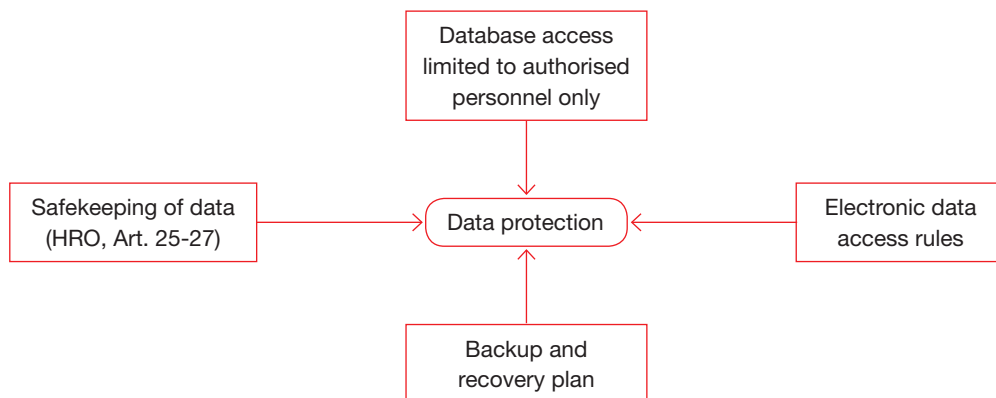 Database access
limited to authorised
personnel only
Safekeeping of data
(HRO, Art. 25-27)
Data protection
Electronic data
access rules
Backup and
recovery plan